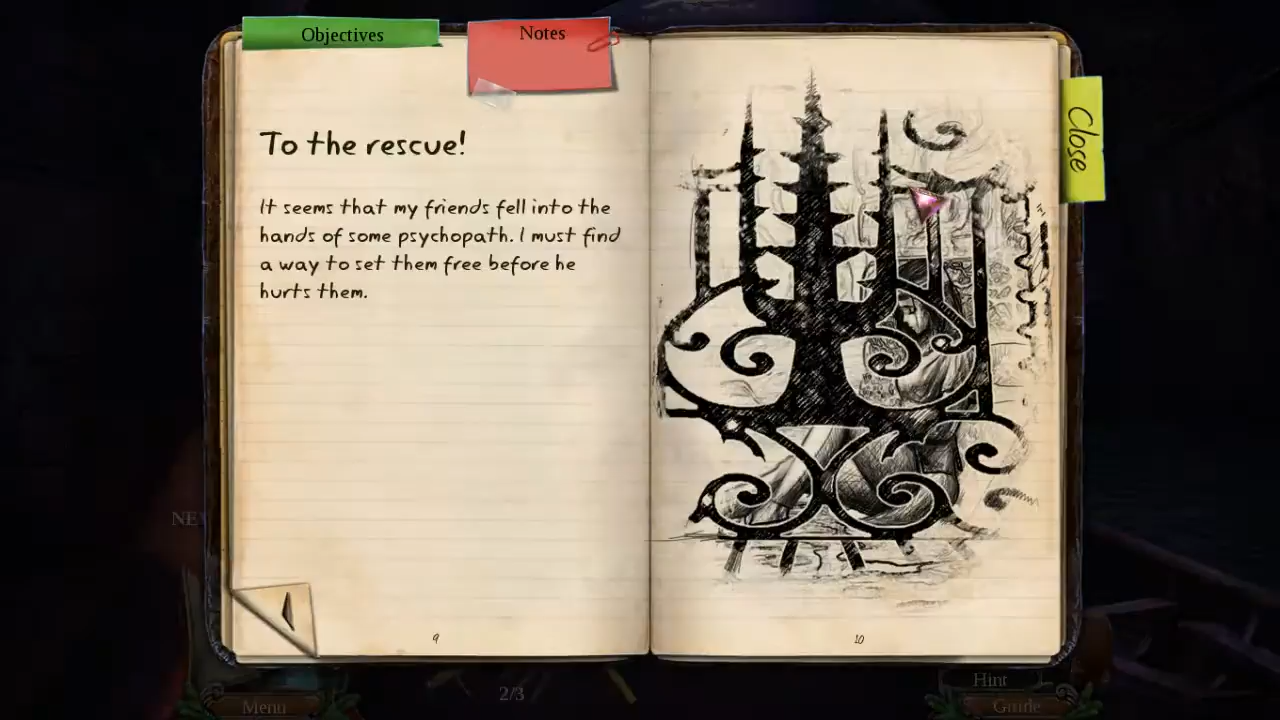 Objectives
Notes
Close
To the rescue!
It seems that my friends fell into the
hands of some psychopath. I must find
a way to set them free before he
hurts them.
9
10
2/3
Menu
Hint
Guide